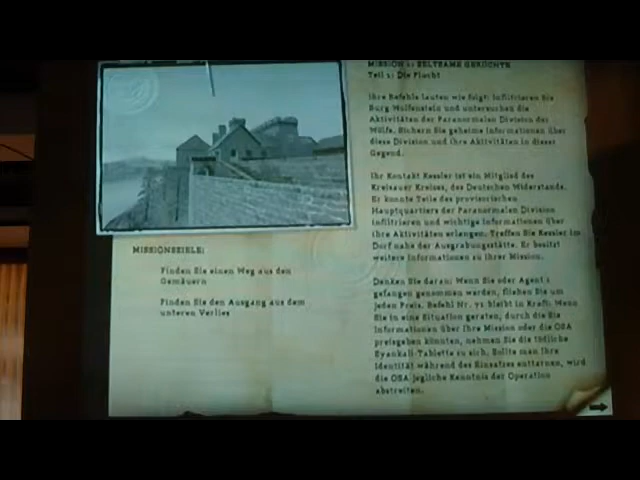 MISSION 1: SELTSAME GERÜCHTE
Teil 1: Die Flucht
Ihre Befehle lauten wie folgt: Infiltrieren Sie
Burg Wolfenstein und untersuchen die
Aktivitäten der Paranormalen Division der
Wölfe. Sichern Sie geheime Informationen über
diese Division und ihre Aktivitäten in dieser
Gegend.
Ihr Kontakt Kessler ist ein Mitglied des
Kreisauer Kreises, des Deutschen Widerstands.
Er konnte Teile des provisorischen
Hauptquartiers der Paranormalen Division
infiltrieren und wichtige Informationen über
ihre Aktivitäten erlangen. Treffen Sie Kessler im
Dorf nahe der Ausgrabungsstätte. Er besitzt
weitere Informationen zu Ihrer Mission.
Denken Sie daran: Wenn Sie oder Agent 1
gefangen genommen werden, fliehen Sie um
jeden Preis. Befehl Nr. 72 bleibt in Kraft: Wenn
Sie in eine Situation geraten, durch die Sie
Informationen über Ihre Mission oder die OSA
preisgeben könnten, nehmen Sie die tödliche
Zyankali-Tablette zu sich. Sollte man Ihre
Identität während des Einsatzes enttarnen, wird
die OSA jegliche Kenntnis der Operation
abstreiten.
MISSIONSZIELE:
Finden Sie einen Weg aus den
Gemäuern
Finden Sie den Ausgang aus dem
unteren Verlies